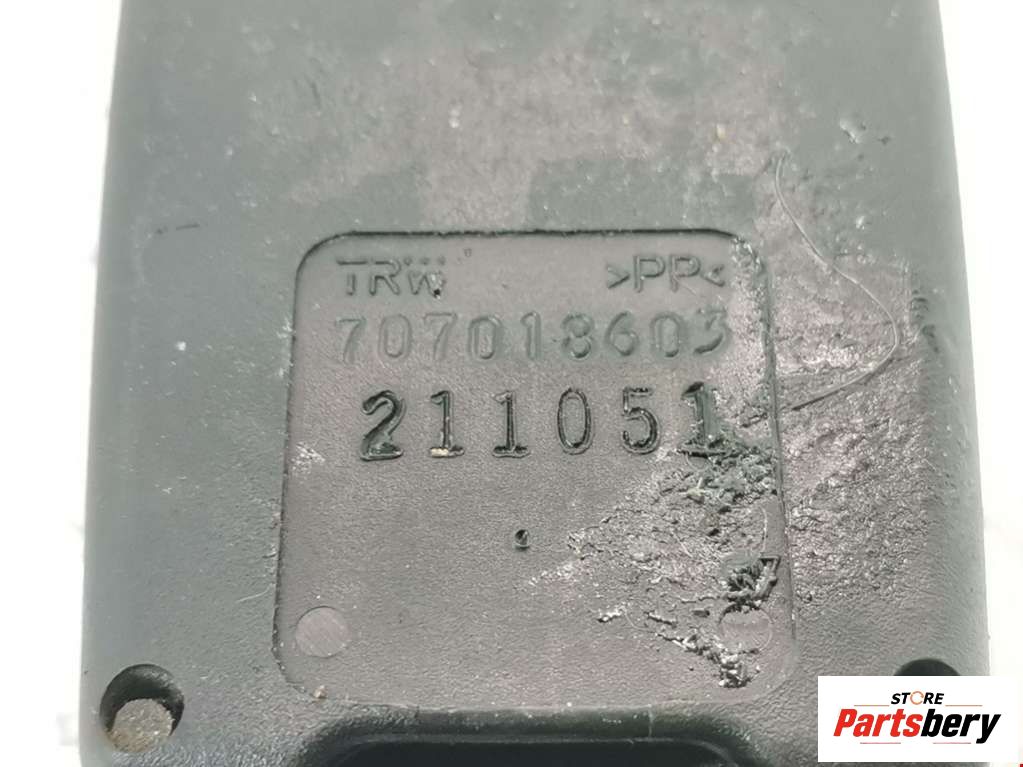 TRW >PP<
707018603
211051
STORE
Partsbery